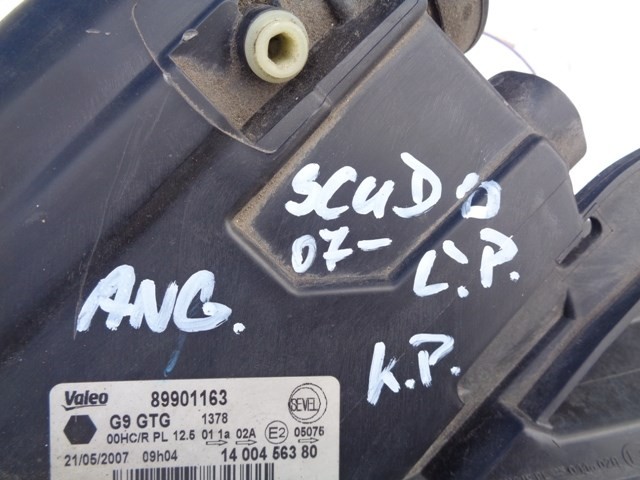 SCUDO
07- L.P.
ANG.
K.P.
Valeo 89901163 SEVEL
G9 GTG 1378
00HC/R PL 12.5 01 1a 02A E2 05075
21/05/2007 09h04 14 004 563 80